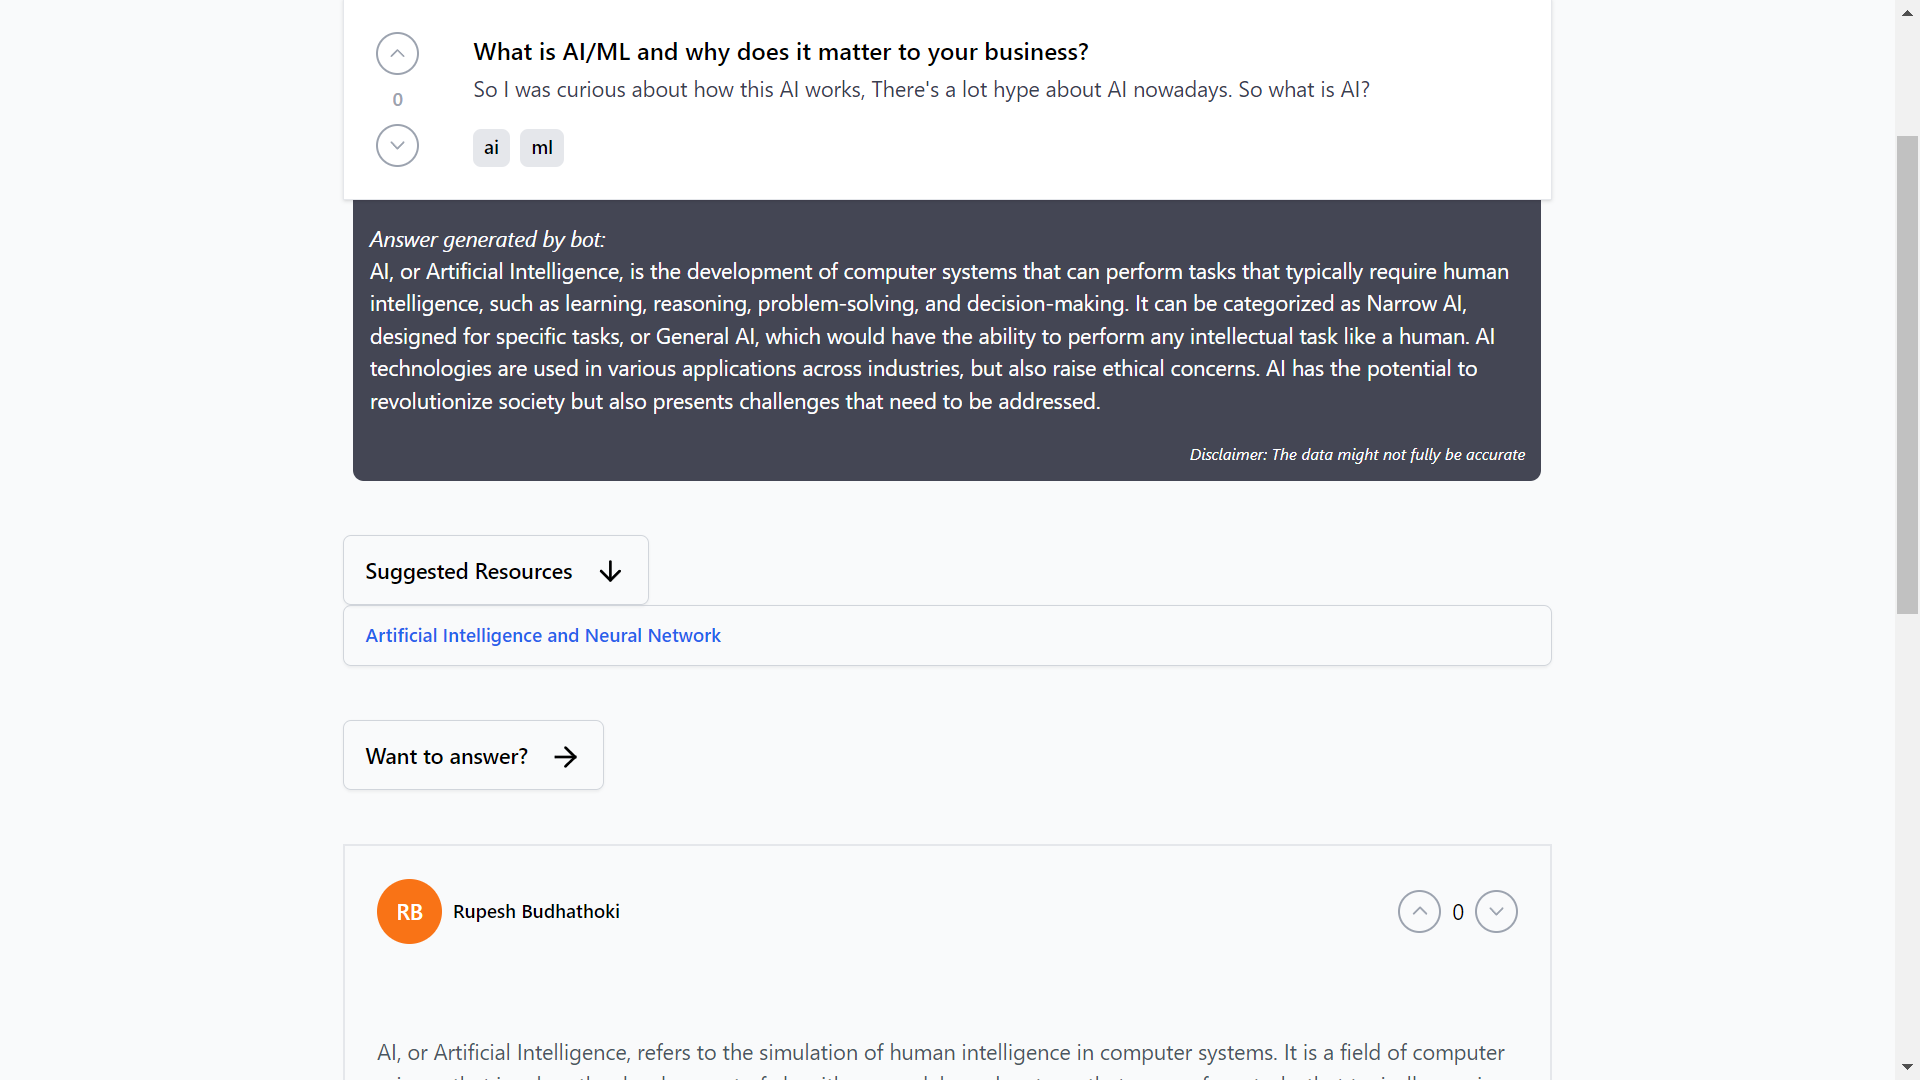 What is AI/ML and why does it matter to your business?
So I was curious about how this AI works, There's a lot hype about AI nowadays. So what is AI?
0
ai ml
Answer generated by bot:
AI, or Artificial Intelligence, is the development of computer systems that can perform tasks that typically require human
intelligence, such as learning, reasoning, problem-solving, and decision-making. It can be categorized as Narrow AI,
designed for specific tasks, or General AI, which would have the ability to perform any intellectual task like a human. AI
technologies are used in various applications across industries, but also raise ethical concerns. AI has the potential to
revolutionize society but also presents challenges that need to be addressed.
Disclaimer: The data might not fully be accurate
Suggested Resources
Artificial Intelligence and Neural Network
Want to answer?
RB Rupesh Budhathoki 0
AI, or Artificial Intelligence, refers to the simulation of human intelligence in computer systems. It is a field of computer